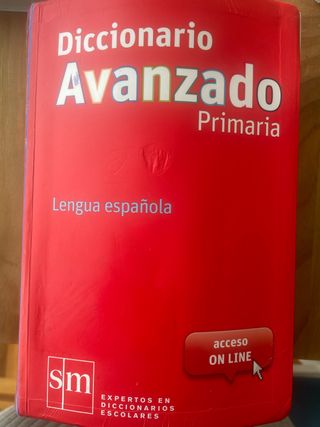 Diccionario
Avanzado
Primaria
Lengua española
acceso
ON LINE
sm
EXPERTOS EN
DICCIONARIOS
ESCOLARES